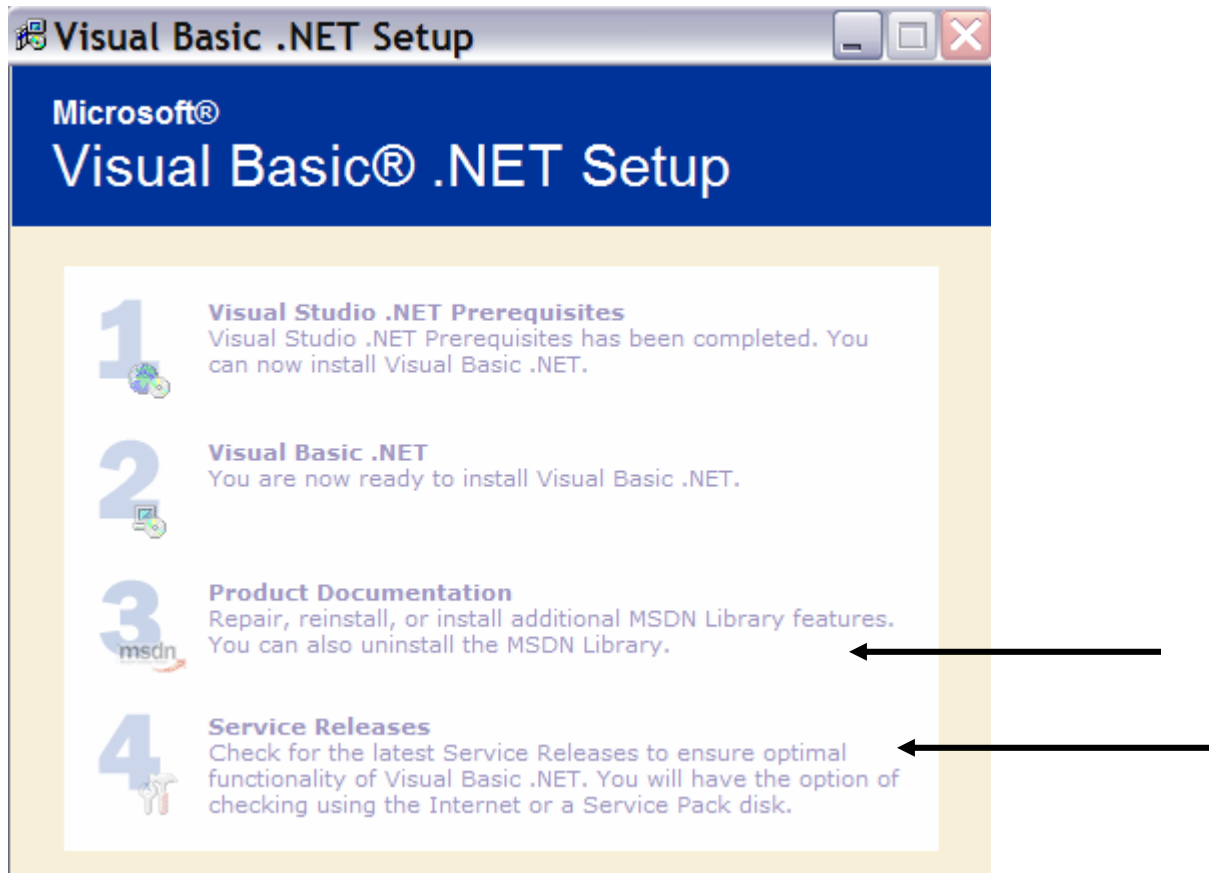 Visual Basic .NET Setup
Microsoft®
Visual Basic® .NET Setup
1
Visual Studio .NET Prerequisites
Visual Studio .NET Prerequisites has been completed. You
can now install Visual Basic .NET.
2
Visual Basic .NET
You are now ready to install Visual Basic .NET.
3
msdn
Product Documentation
Repair, reinstall, or install additional MSDN Library features.
You can also uninstall the MSDN Library.
4
Service Releases
Check for the latest Service Releases to ensure optimal
functionality of Visual Basic .NET. You will have the option of
checking using the Internet or a Service Pack disk.